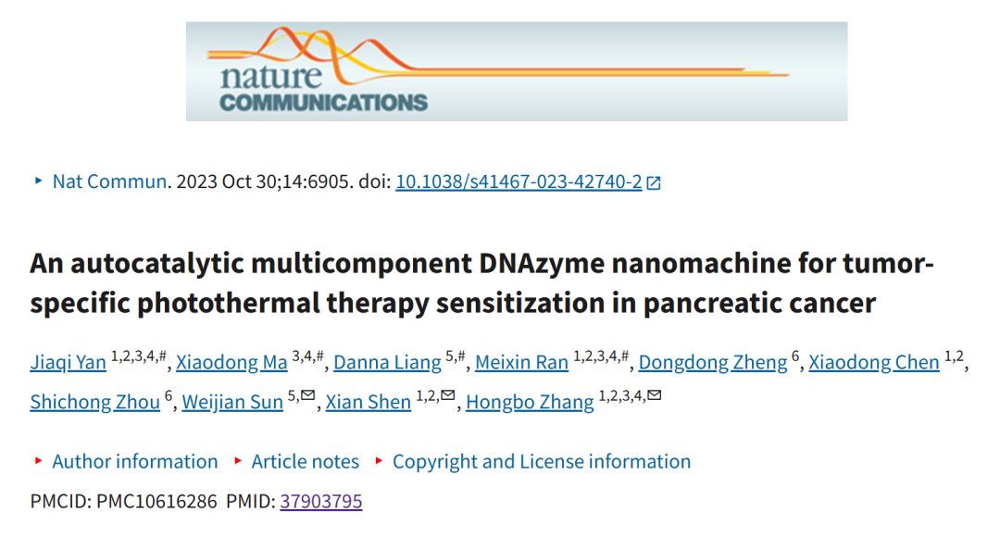 nature
COMMUNICATIONS
‣ Nat Commun. 2023 Oct 30;14:6905. doi: 10.1038/s41467-023-42740-2
An autocatalytic multicomponent DNAzyme nanomachine for tumor-
specific photothermal therapy sensitization in pancreatic cancer
Jiaqi Yan 1,2,3,4,#, Xiaodong Ma 3,4,#, Danna Liang 5,#, Meixin Ran 1,2,3,4,#, Dongdong Zheng 6, Xiaodong Chen 1,2,
Shichong Zhou 6, Weijian Sun 5,✉, Xian Shen 1,2,✉, Hongbo Zhang 1,2,3,4,✉
‣ Author information ‣ Article notes ‣ Copyright and License information
PMCID: PMC10616286 PMID: 37903795